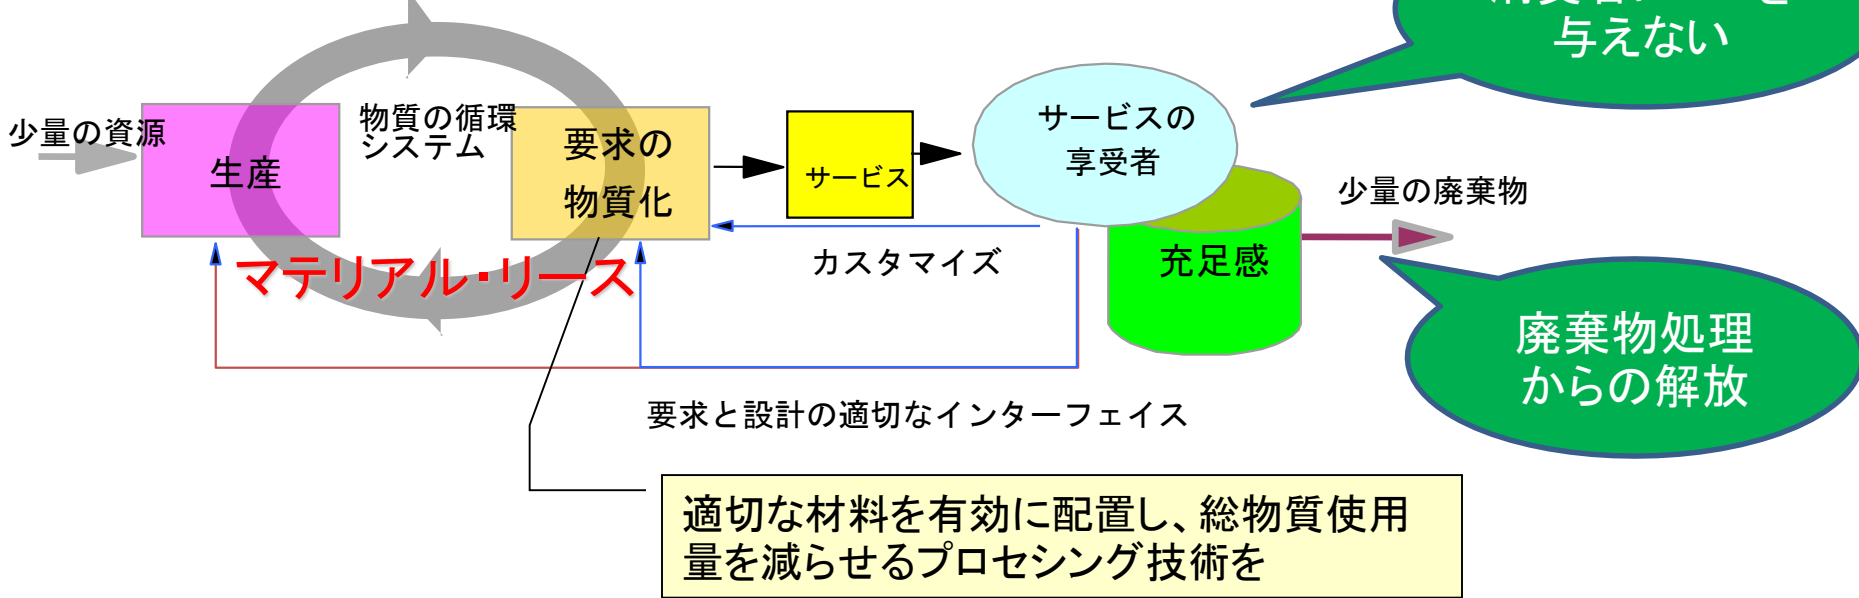 与えない
少量の資源
生産
物質の循環
システム
要求の
物質化
サービス
サービスの
享受者
少量の廃棄物
マテリアル・リース
カスタマイズ
充足感
廃棄物処理
からの解放
要求と設計の適切なインターフェイス
適切な材料を有効に配置し、総物質使用
量を減らせるプロセシング技術を